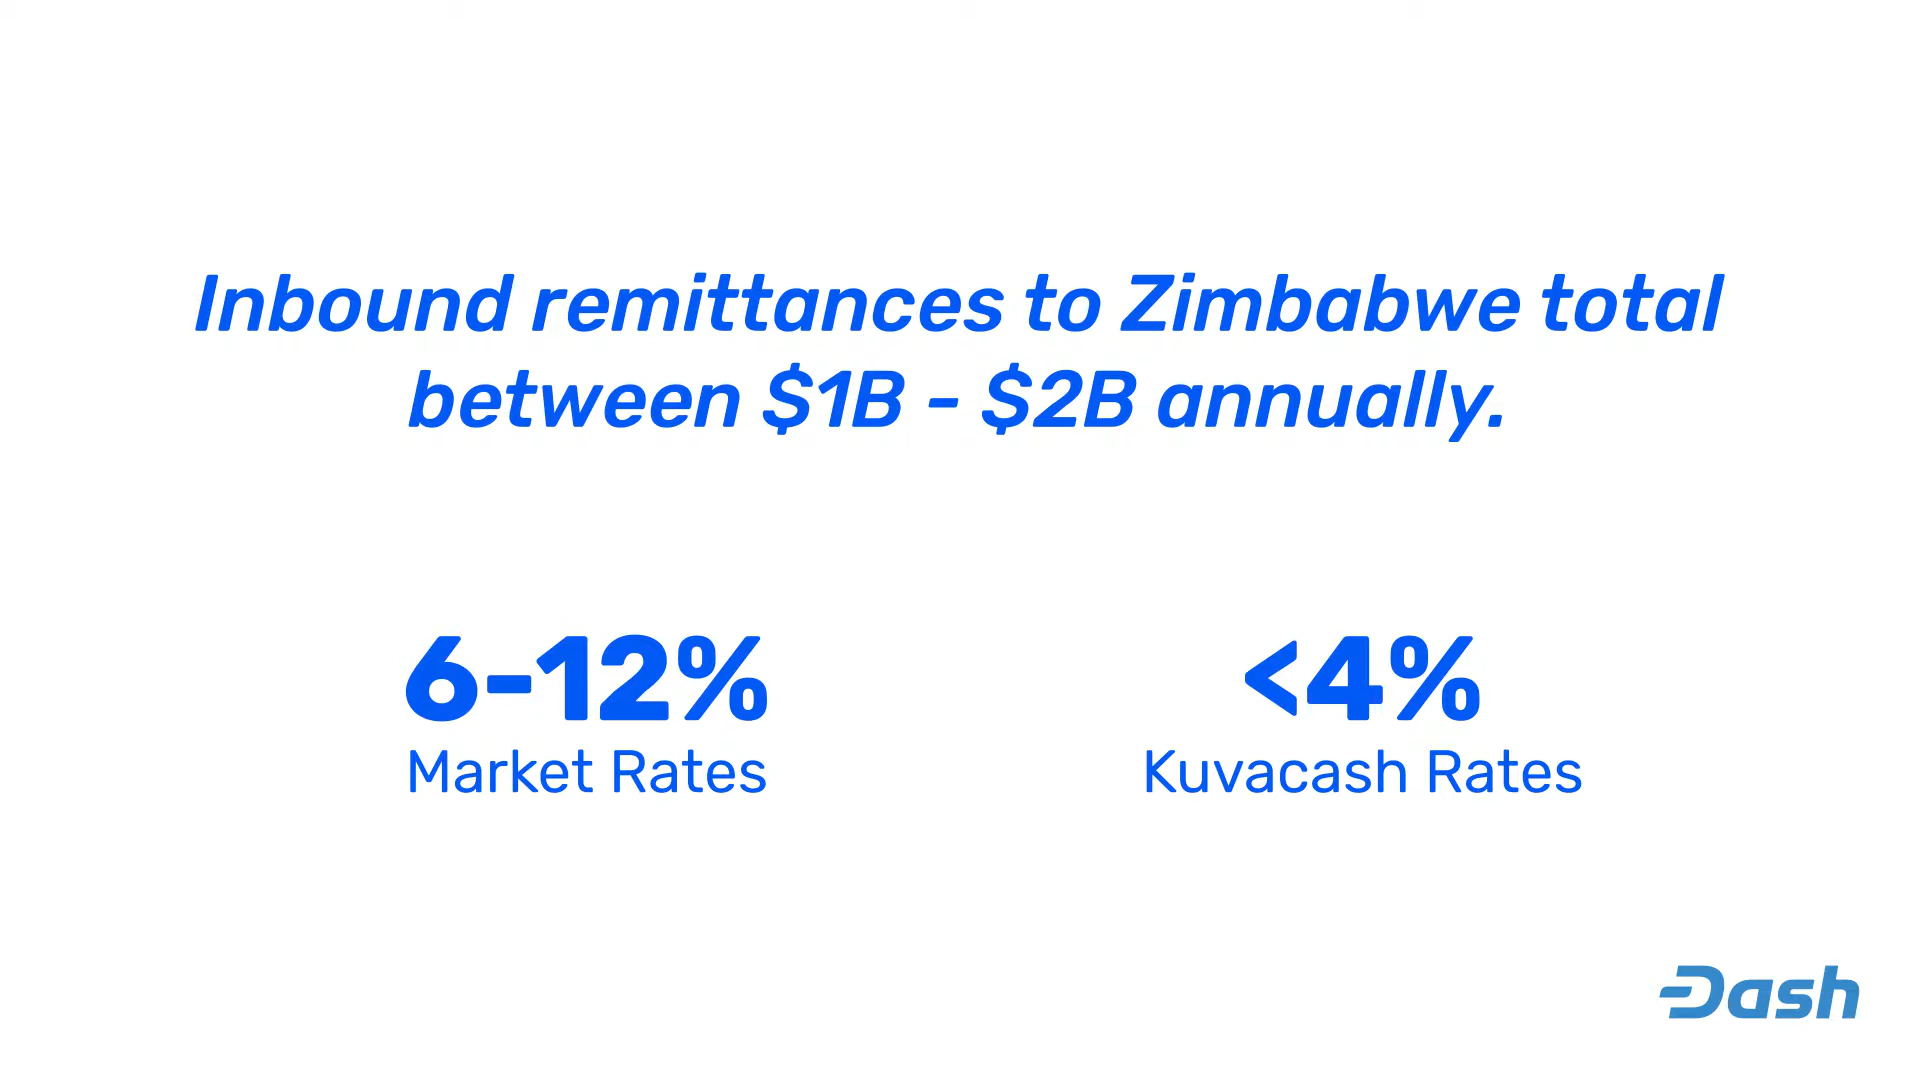 Inbound remittances to Zimbabwe total
between $1B - $2B annually.
6-12%
Market Rates
<4%
Kuvacash Rates
Dash